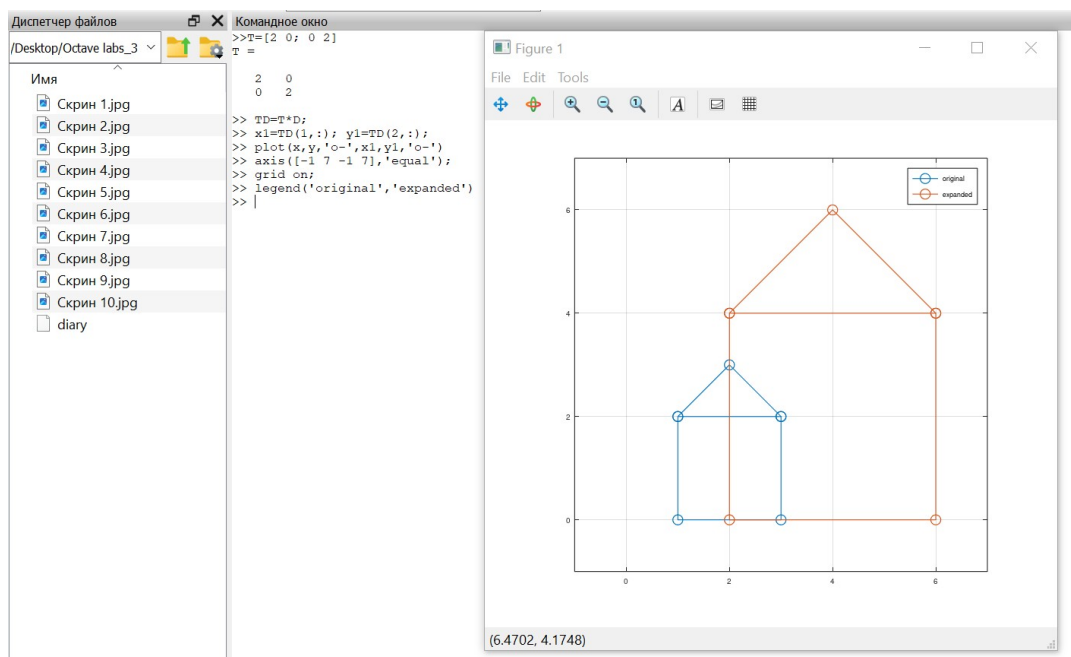 Диспетчер файлов
/Desktop/Octave labs_3
Имя
Скрин 1.jpg
Скрин 2.jpg
Скрин 3.jpg
Скрин 4.jpg
Скрин 5.jpg
Скрин 6.jpg
Скрин 7.jpg
Скрин 8.jpg
Скрин 9.jpg
Скрин 10.jpg
diary
Командное окно
>>T=[2 0; 0 2]
T =
2 0
0 2
>> TD=T*D;
>> x1=TD(1,:); y1=TD(2,:);
>> plot(x,y,'o-',x1,y1,'o-')
>> axis([-1 7 -1 7],'equal');
>> grid on;
>> legend('original','expanded')
>>
Figure 1
File Edit Tools
A
original
expanded
6
4
2
0
0 2 4 6
(6.4702, 4.1748)